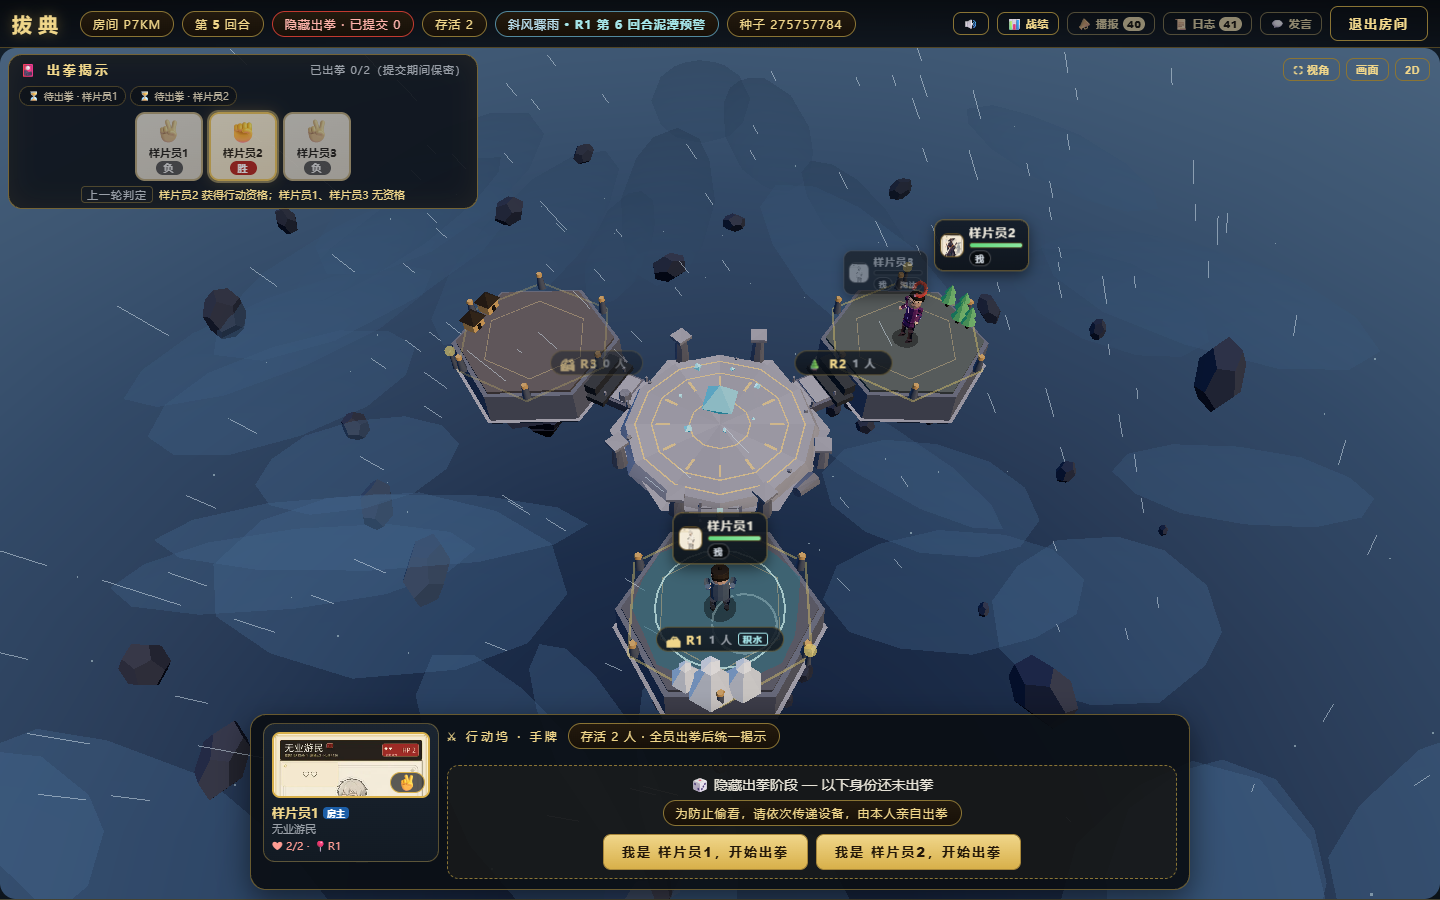 拔典
房间 P7KM
第 5 回合
隐藏出拳 · 已提交 0
存活 2
斜风骤雨 • R1 第 6 回合泥潭预警
种子 275757784
战绩
播报 40
日志 41
发言
退出房间
出拳揭示
已出拳 0/2（提交期间保密）
待出拳 · 样片员1
待出拳 · 样片员2
样片员1
负
样片员2
胜
样片员3
负
上一轮判定
样片员2 获得行动资格；样片员1、样片员3 无资格
视角
画面
2D
样片员2
我
样片员3
我 · 淘汰
R3 0 人
R2 1 人
样片员1
我
R1 1 人 积水
无业游民
HP 2
样片员1 房主
无业游民
2/2 · R1
行动坞 · 手牌
存活 2 人 · 全员出拳后统一揭示
隐藏出拳阶段 — 以下身份还未出拳
为防止偷看，请依次传递设备，由本人亲自出拳
我是 样片员1，开始出拳
我是 样片员2，开始出拳